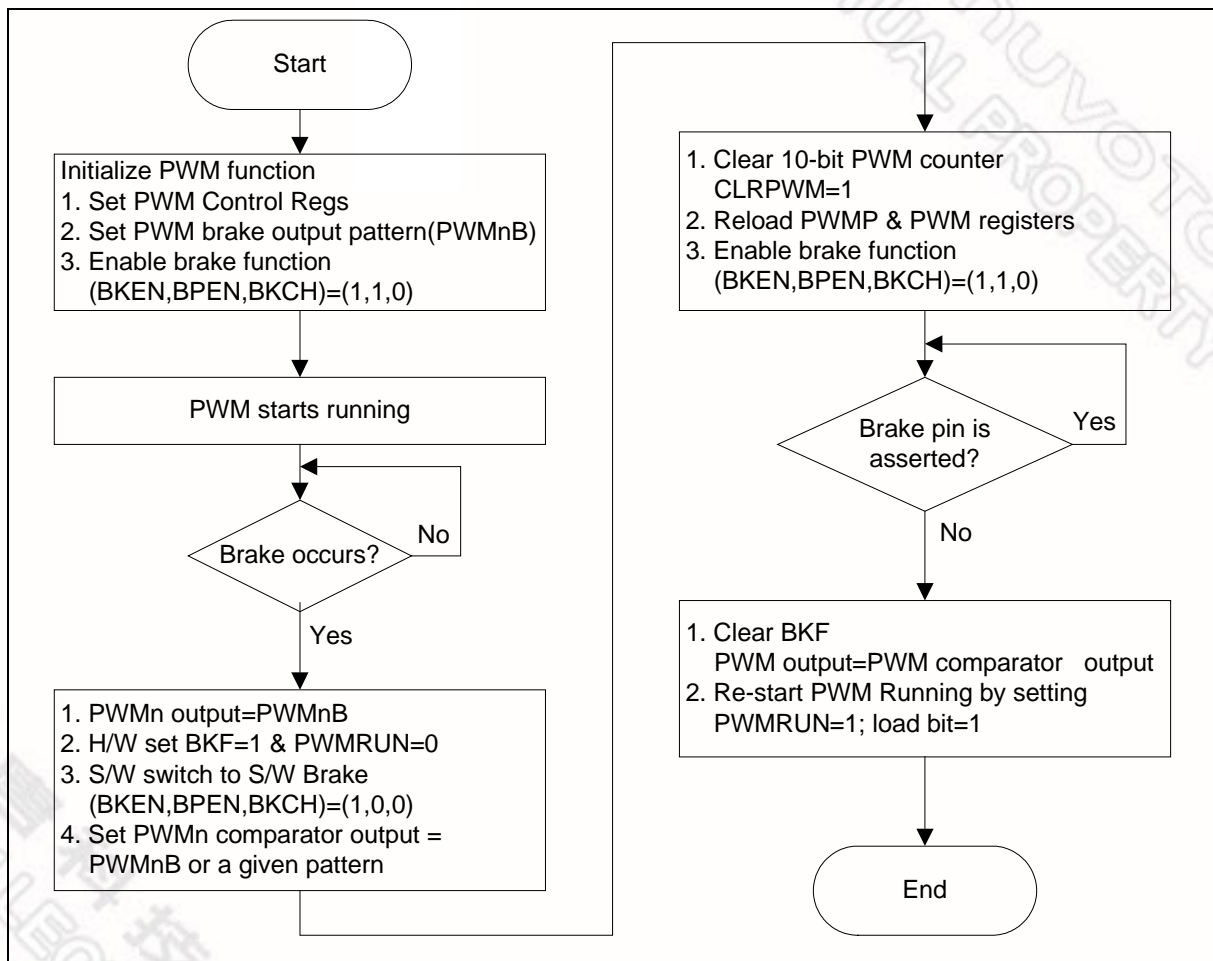 Start
Initialize PWM function
1. Set PWM Control Regs
2. Set PWM brake output pattern(PWMnB)
3. Enable brake function
(BKEN,BPEN,BKCH)=(1,1,0)
PWM starts running
Brake occurs?
No
Yes
1. PWMn output=PWMnB
2. H/W set BKF=1 & PWMRUN=0
3. S/W switch to S/W Brake
(BKEN,BPEN,BKCH)=(1,0,0)
4. Set PWMn comparator output =
PWMnB or a given pattern
1. Clear 10-bit PWM counter
CLRPWM=1
2. Reload PWMP & PWM registers
3. Enable brake function
(BKEN,BPEN,BKCH)=(1,1,0)
Brake pin is
asserted?
Yes
No
1. Clear BKF
PWM output=PWM comparator output
2. Re-start PWM Running by setting
PWMRUN=1; load bit=1
End